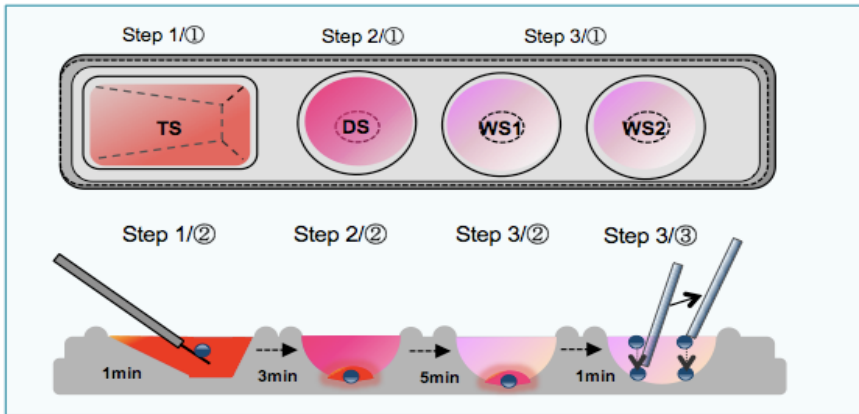 Step 1/① Step 2/① Step 3/①
TS DS WS1 WS2
Step 1/② Step 2/② Step 3/② Step 3/③
1min 3min 5min 1min